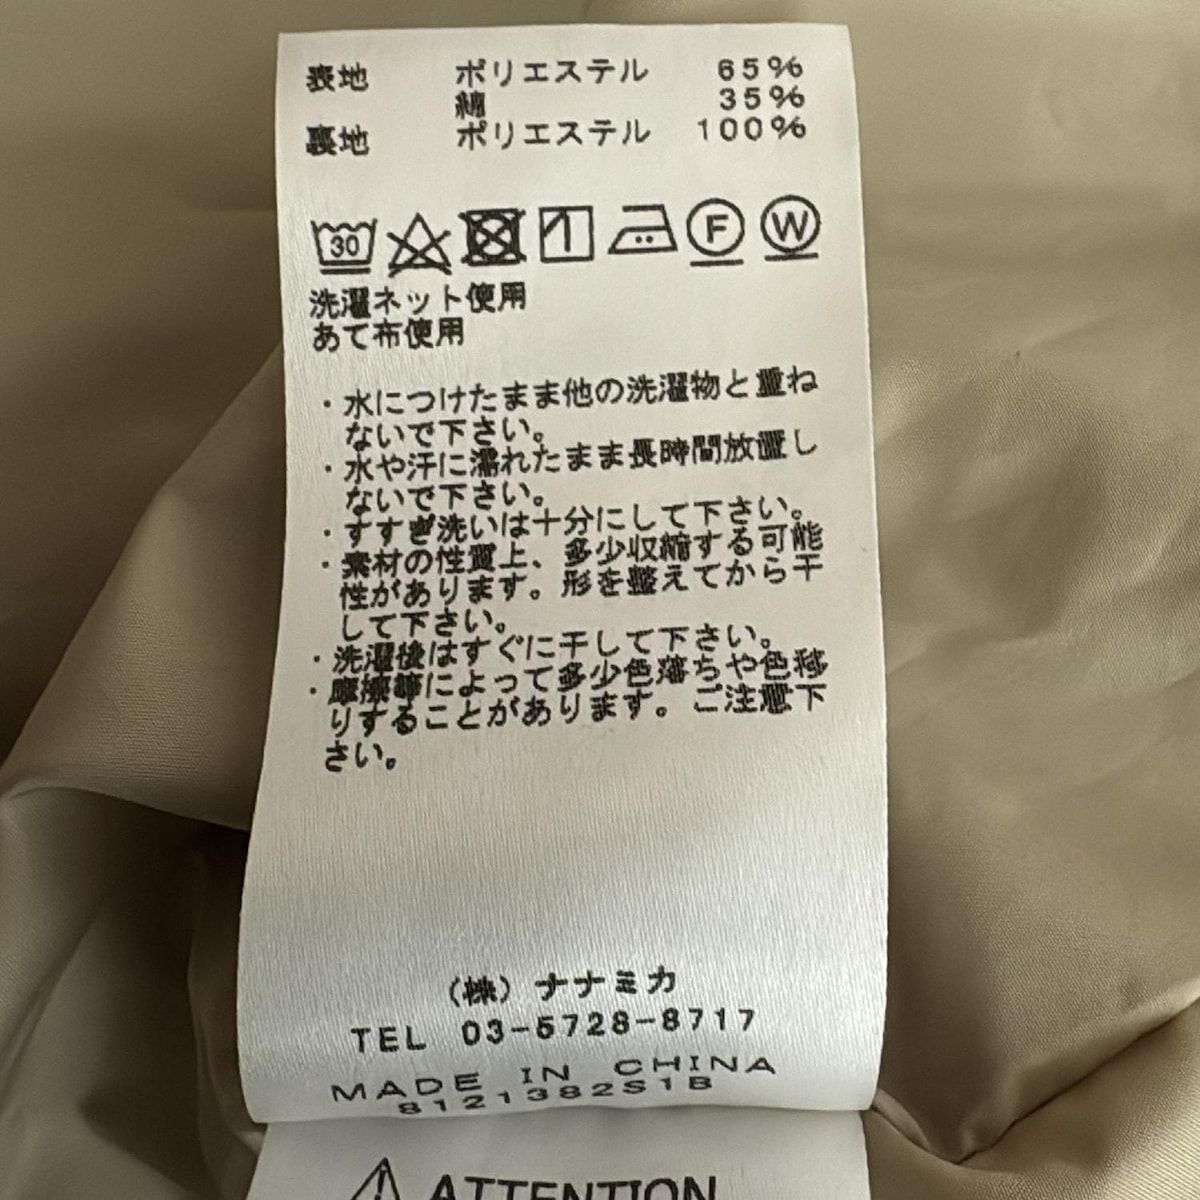 表地 ポリエステル 65%
綿 35%
裏地 ポリエステル 100%
30 F W
洗濯ネット使用
あて布使用
・水につけたまま他の洗濯物と重ね
ないで下さい。
・水や汗に濡れたまま長時間放置し
ないで下さい。
・すすぎ洗いは十分にして下さい。
・素材の性質上、多少収縮する可能
性があります。形を整えてから干
して下さい。
・洗濯後はすぐに干して下さい。
・摩擦等によって多少色落ちや色移
りすることがあります。ご注意下
さい。
(株)ナナミカ
TEL 03-5728-8717
MADE IN CHINA
8121382S1B
ATTENTION